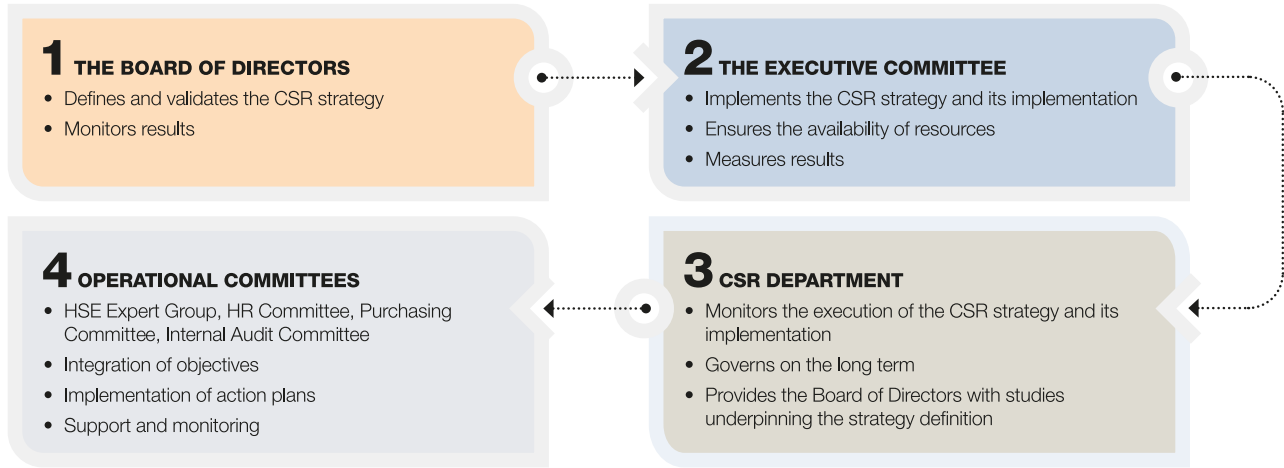 1 THE BOARD OF DIRECTORS
• Defines and validates the CSR strategy
• Monitors results
2 THE EXECUTIVE COMMITTEE
• Implements the CSR strategy and its implementation
• Ensures the availability of resources
• Measures results
3 CSR DEPARTMENT
• Monitors the execution of the CSR strategy and its
implementation
• Governs on the long term
• Provides the Board of Directors with studies
underpinning the strategy definition
4 OPERATIONAL COMMITTEES
• HSE Expert Group, HR Committee, Purchasing
Committee, Internal Audit Committee
• Integration of objectives
• Implementation of action plans
• Support and monitoring